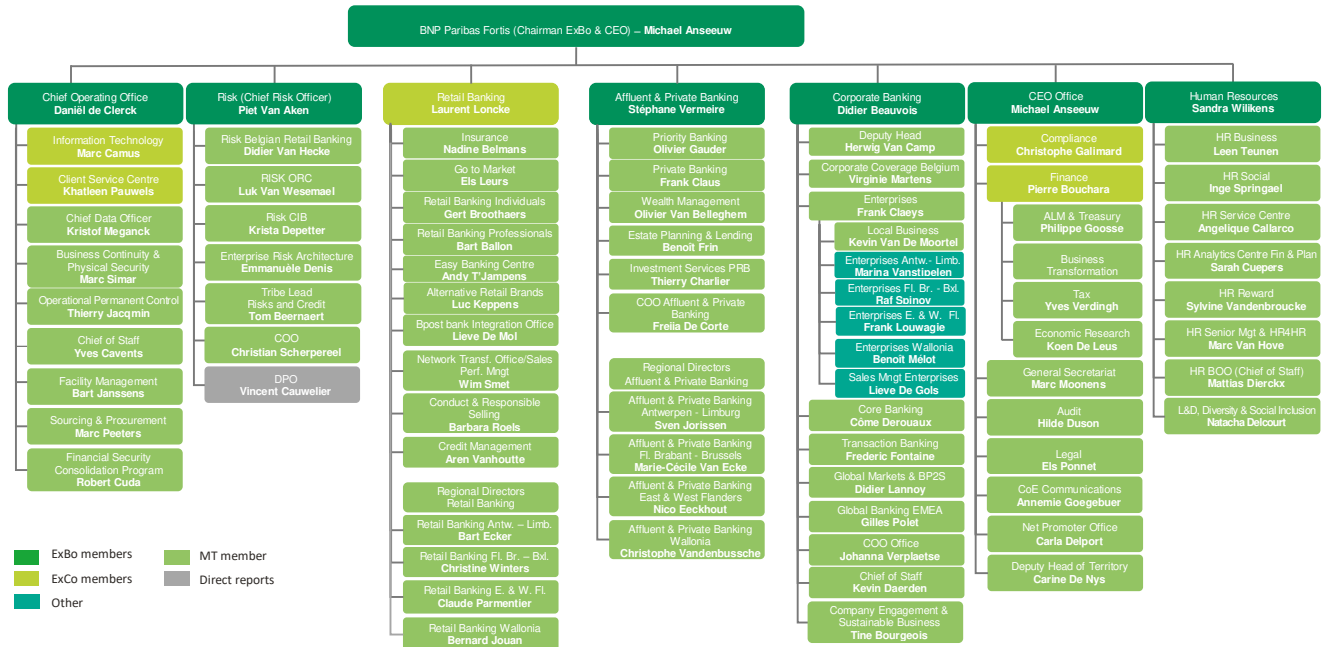 BNP Paribas Fortis (Chairman ExBo & CEO) – Michael Anseeuw
Chief Operating Office
Daniël de Clerck
Information Technology
Marc Camus
Client Service Centre
Khatleen Pauwels
Chief Data Officer
Kristof Meganck
Business Continuity &
Physical Security
Marc Simar
Operational Permanent Control
Thierry Jacqmin
Chief of Staff
Yves Cavents
Facility Management
Bart Janssens
Sourcing & Procurement
Marc Peeters
Financial Security
Consolidation Program
Robert Cuda
Risk (Chief Risk Officer)
Piet Van Aken
Risk Belgian Retail Banking
Didier Van Hecke
RISK ORC
Luk Van Wesemael
Risk CIB
Krista Depetter
Enterprise Risk Architecture
Emmanuèle Denis
Tribe Lead
Risks and Credit
Tom Beernaert
COO
Christian Scherpereel
DPO
Vincent Cauwelier
Retail Banking
Laurent Loncke
Insurance
Nadine Belmans
Go to Market
Els Leurs
Retail Banking Individuals
Gert Broothaers
Retail Banking Professionals
Bart Ballon
Easy Banking Centre
Andy T'Jampens
Alternative Retail Brands
Luc Keppens
Bpost bank Integration Office
Lieve De Mol
Network Transf. Office/Sales
Perf. Mngt
Wim Smet
Conduct & Responsible
Selling
Barbara Roels
Credit Management
Aren Vanhoutte
Regional Directors
Retail Banking
Retail Banking Antw. – Limb.
Bart Ecker
Retail Banking Fl. Br. – Bxl.
Christine Winters
Retail Banking E. & W. Fl.
Claude Parmentier
Retail Banking Wallonia
Bernard Jouan
Affluent & Private Banking
Stéphane Vermeire
Priority Banking
Olivier Gauder
Private Banking
Frank Claus
Wealth Management
Olivier Van Belleghem
Estate Planning & Lending
Benoît Frin
Investment Services PRB
Thierry Charlier
COO Affluent & Private
Banking
Freija De Corte
Regional Directors
Affluent & Private Banking
Affluent & Private Banking
Antwerpen - Limburg
Sven Jorissen
Affluent & Private Banking
Fl. Brabant - Brussels
Marie-Cécile Van Ecke
Affluent & Private Banking
East & West Flanders
Nico Eeckhout
Affluent & Private Banking
Wallonia
Christophe Vandenbussche
Corporate Banking
Didier Beauvois
Deputy Head
Herwig Van Camp
Corporate Coverage Belgium
Virginie Martens
Enterprises
Frank Claeys
Local Business
Kevin Van De Moortel
Enterprises Antw.- Limb.
Marina Vanstipelen
Enterprises Fl. Br. - Bxl.
Raf Spinoy
Enterprises E. & W. Fl.
Frank Louwagie
Enterprises Wallonia
Benoît Mélot
Sales Mngt Enterprises
Lieve De Gols
Core Banking
Côme Derouaux
Transaction Banking
Frederic Fontaine
Global Markets & BP2S
Didier Lannoy
Global Banking EMEA
Gilles Polet
COO Office
Johanna Verplaetse
Chief of Staff
Kevin Daerden
Company Engagement &
Sustainable Business
Tine Bourgeois
CEO Office
Michael Anseeuw
Compliance
Christophe Galimard
Finance
Pierre Bouchara
ALM & Treasury
Philippe Goosse
Business
Transformation
Tax
Yves Verdingh
Economic Research
Koen De Leus
General Secretariat
Marc Moonens
Audit
Hilde Duson
Legal
Els Ponnet
CoE Communications
Annemie Goegebuer
Net Promoter Office
Carla Delport
Deputy Head of Territory
Carine De Nys
Human Resources
Sandra Wilikens
HR Business
Leen Teunen
HR Social
Inge Springael
HR Service Centre
Angelique Callarco
HR Analytics Centre Fin & Plan
Sarah Cuepers
HR Reward
Sylvine Vandenbroucke
HR Senior Mgt & HR4HR
Marc Van Hove
HR BOO (Chief of Staff)
Mattias Dierckx
L&D, Diversity & Social Inclusion
Natacha Delcourt
ExBo members
ExCo members
Other
MT member
Direct reports